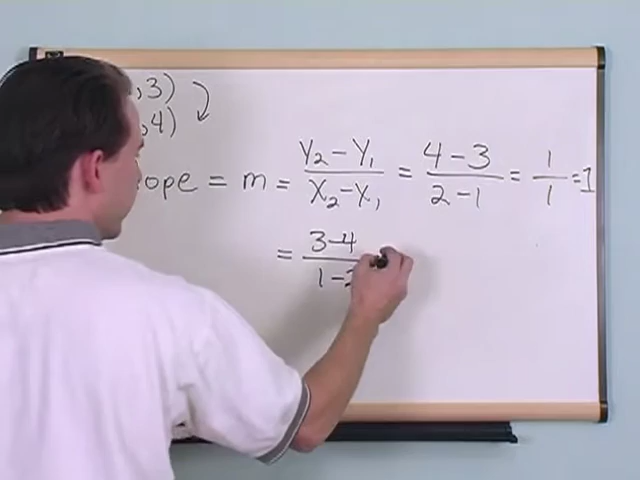 ,3)
,4)
ope = m = Y₂ - Y₁ / X₂ - X₁ = 4 - 3 / 2 - 1 = 1 / 1 = 1
= 3 - 4 / 1 -